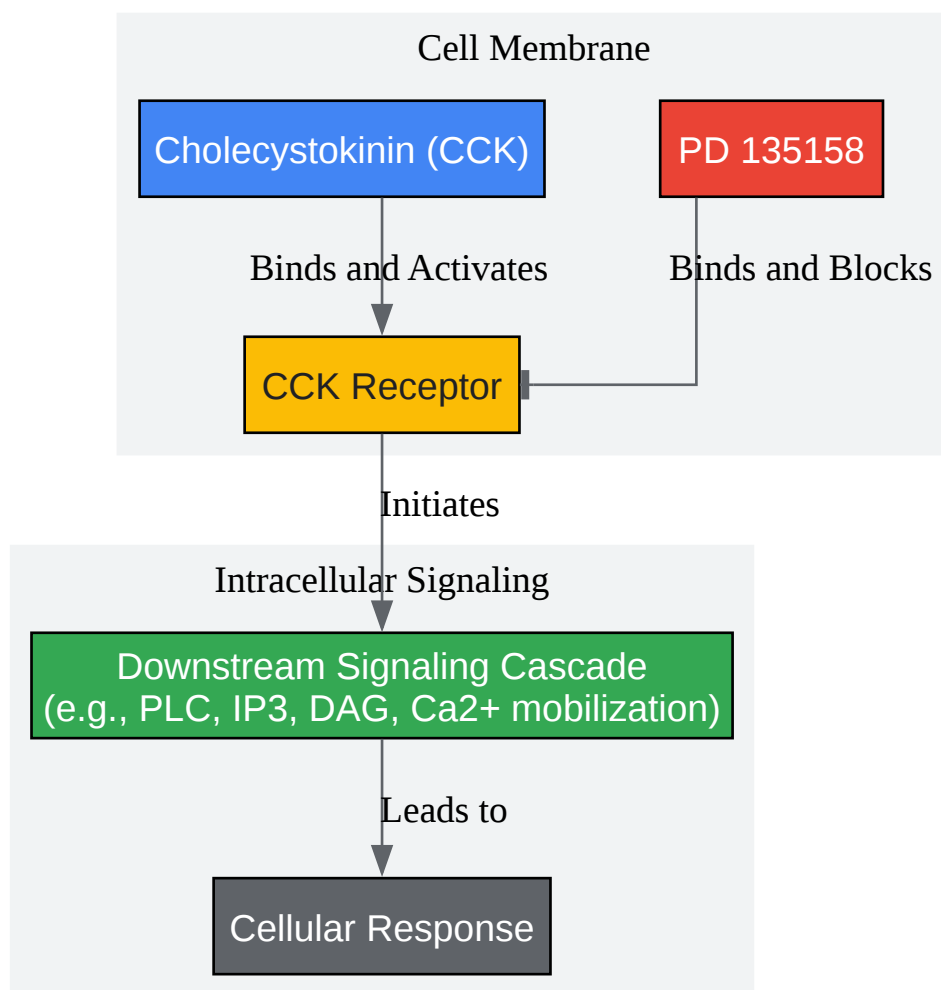 Cell Membrane
Cholecystokinin (CCK)
PD 135158
Binds and Activates
Binds and Blocks
CCK Receptor
Initiates
Intracellular Signaling
Downstream Signaling Cascade
(e.g., PLC, IP3, DAG, Ca2+ mobilization)
Leads to
Cellular Response